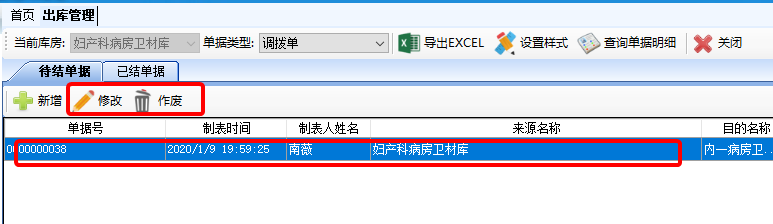 首页 出库管理
当前库房: 妇产科病房卫材库 单据类型: 调拨单 导出EXCEL 设置样式 查询单据明细 关闭
待结单据 已结单据
新增 修改 作废
单据号 制表时间 制表人姓名 来源名称 目的名称
0000000038 2020/1/9 19:59:25 南薇 妇产科病房卫材库 内一病房卫...